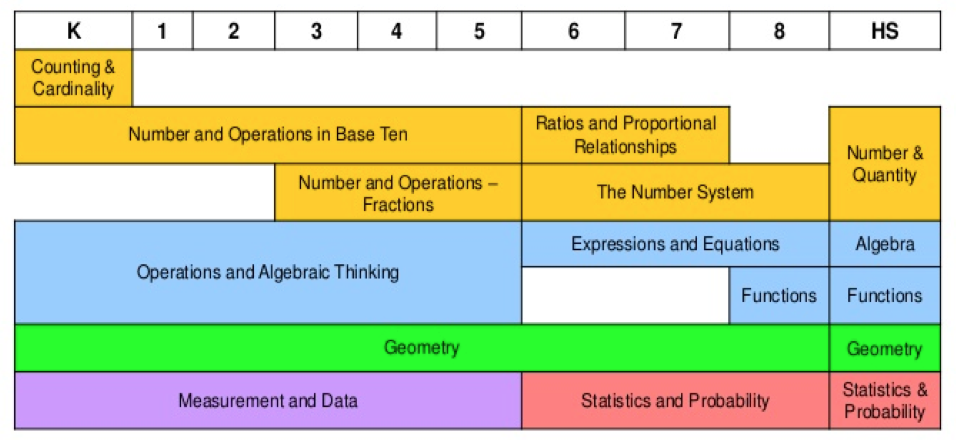 K 1 2 3 4 5 6 7 8 HS
Counting &
Cardinality
Number and Operations in Base Ten
Ratios and Proportional
Relationships
Number &
Quantity
Number and Operations –
Fractions
The Number System
Operations and Algebraic Thinking
Expressions and Equations
Algebra
Functions
Functions
Geometry
Geometry
Measurement and Data
Statistics and Probability
Statistics &
Probability